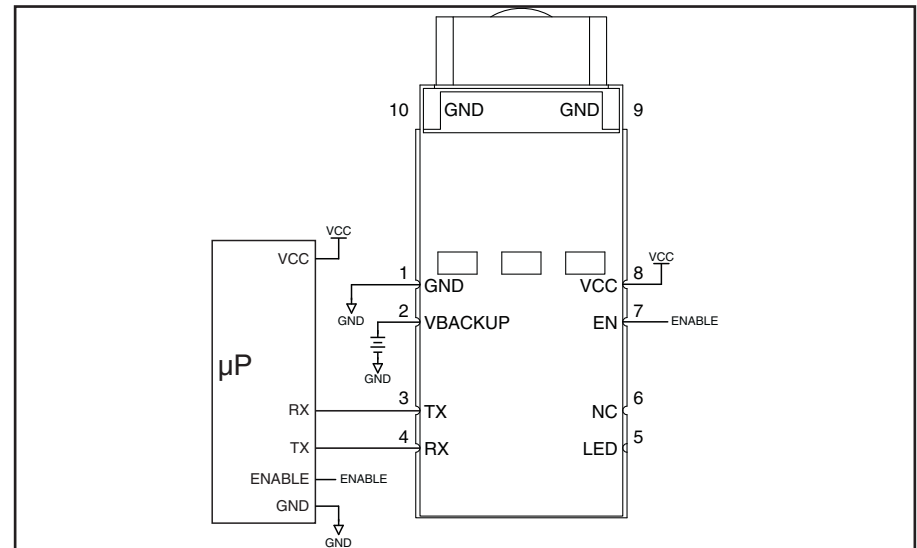 10 GND GND 9
VCC
VCC
µP
RX
TX
ENABLE ENABLE
GND
GND
1 GND
GND
2 VBACKUP
GND
3 TX
4 RX
VCC
VCC 8
EN 7 ENABLE
NC 6
LED 5